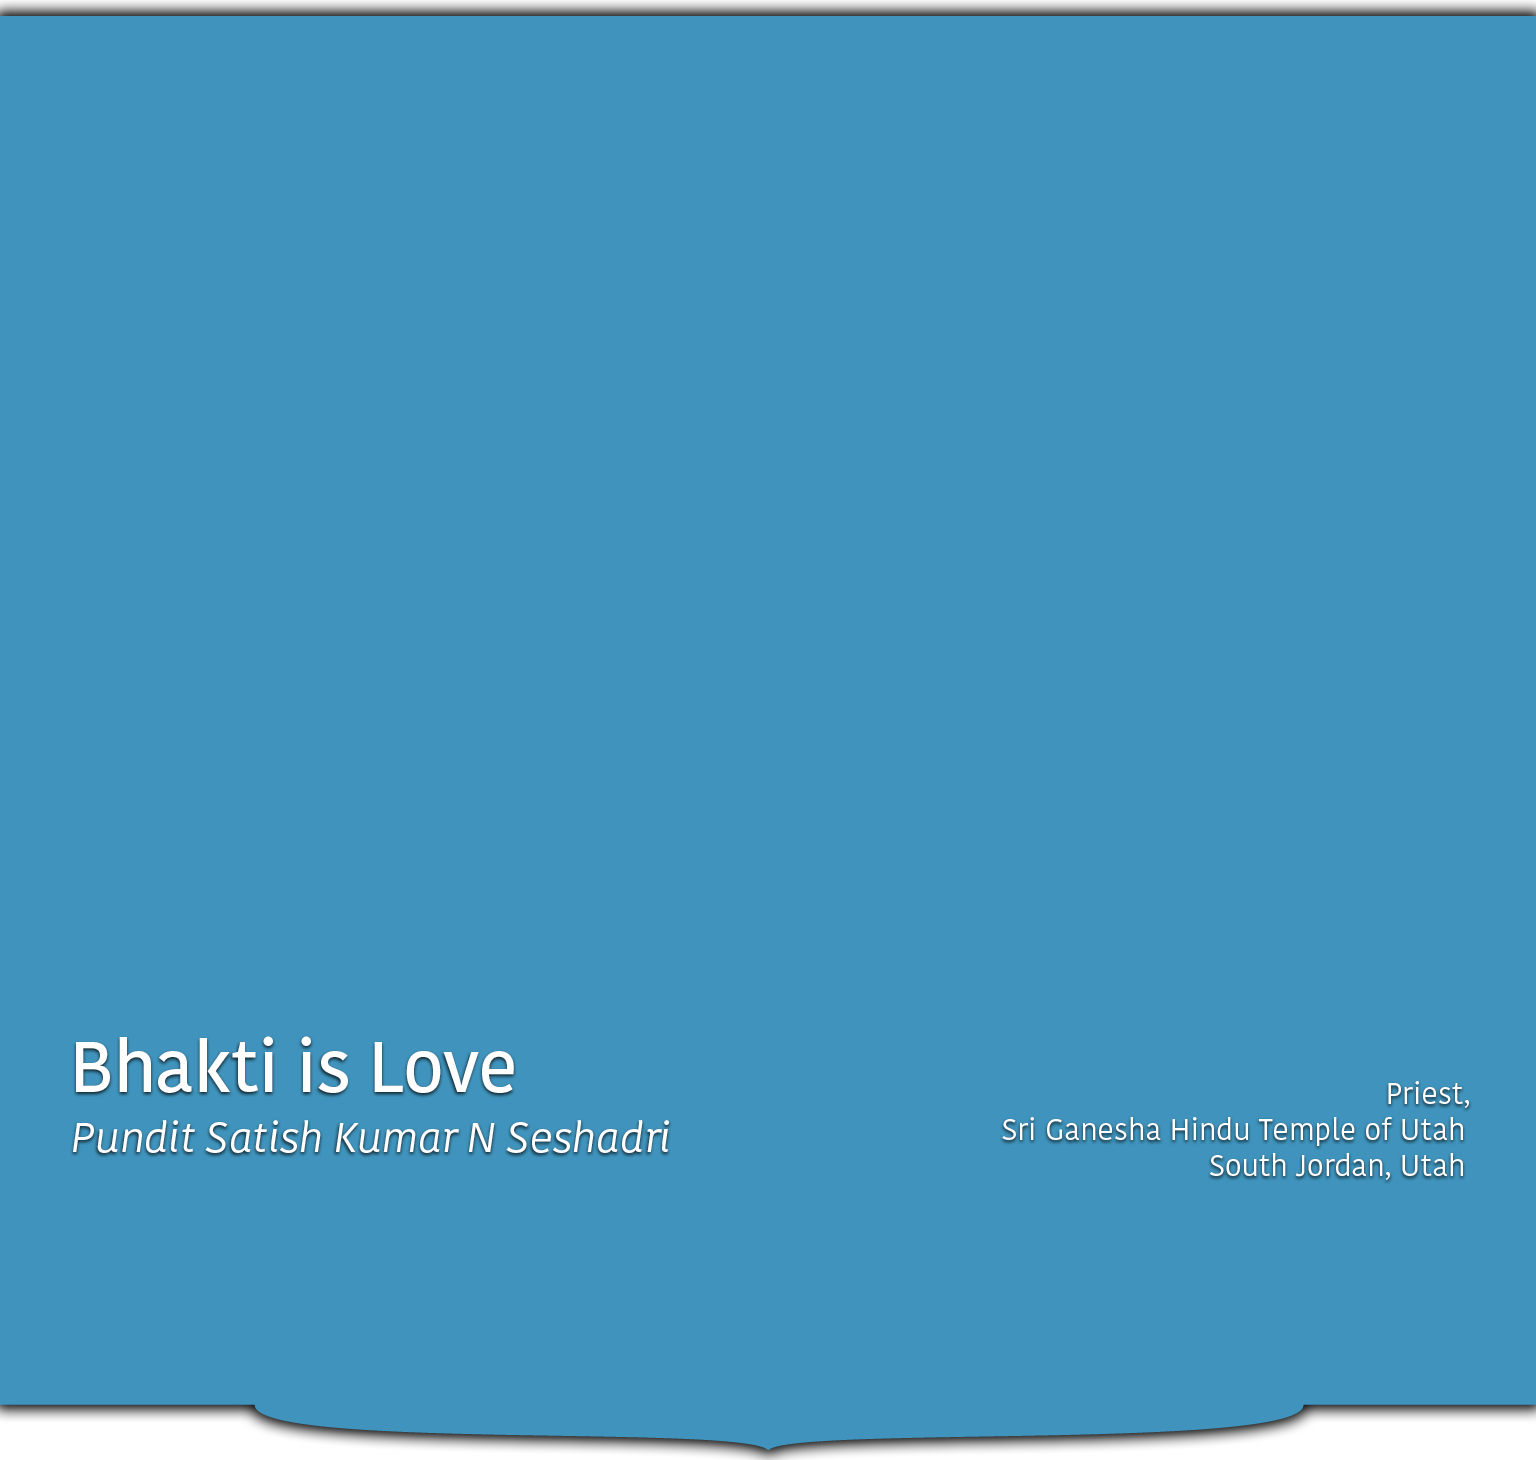 Bhakti is Love
Pundit Satish Kumar N Seshadri
Priest,
Sri Ganesha Hindu Temple of Utah
South Jordan, Utah